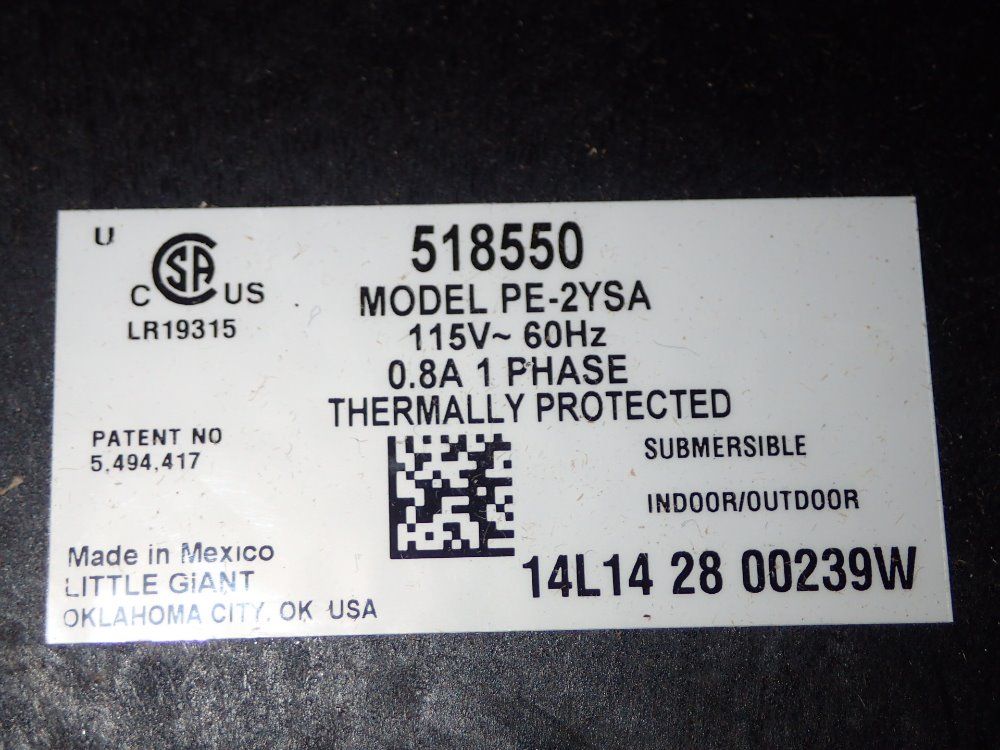 U
518550
CSA
C US
LR19315
MODEL PE-2YSA
115V~ 60Hz
0.8A 1 PHASE
THERMALLY PROTECTED
PATENT NO
5,494,417
SUBMERSIBLE
INDOOR/OUTDOOR
Made in Mexico
LITTLE GIANT
OKLAHOMA CITY, OK USA
14L14 28 00239W